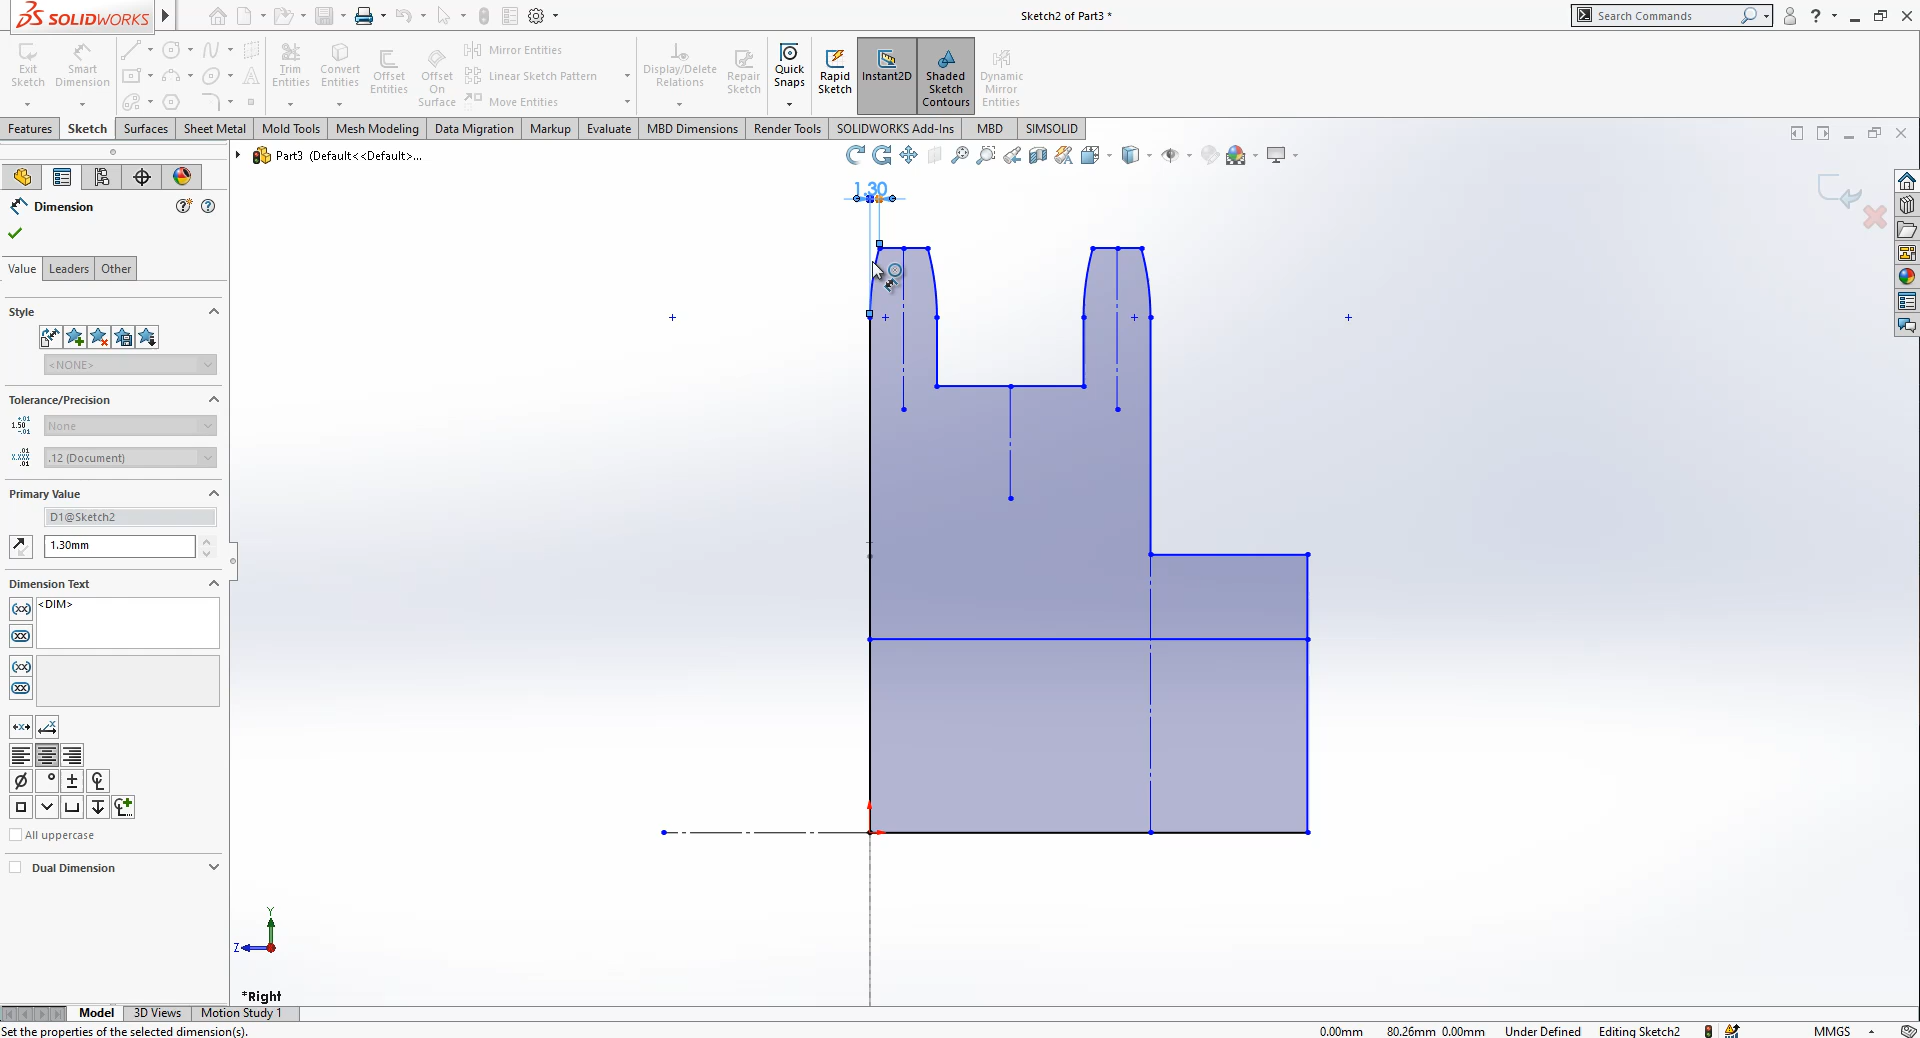 SOLIDWORKS
Sketch2 of Part3 *
Search Commands
?
Exit Sketch
Smart Dimension
Trim Entities
Convert Entities
Offset Entities
Offset On Surface
Mirror Entities
Linear Sketch Pattern
Move Entities
Display/Delete Relations
Repair Sketch
Quick Snaps
Rapid Sketch
Instant2D
Shaded Sketch Contours
Dynamic Mirror Entities
Features
Sketch
Surfaces
Sheet Metal
Mold Tools
Mesh Modeling
Data Migration
Markup
Evaluate
MBD Dimensions
Render Tools
SOLIDWORKS Add-Ins
MBD
SIMSOLID
Part3 (Default<<Default>...
Dimension
Value
Leaders
Other
Style
<NONE>
Tolerance/Precision
None
.12 (Document)
Primary Value
D1@Sketch2
1.30mm
Dimension Text
<DIM>
All uppercase
Dual Dimension
1.30
Y
Z
*Right
Model
3D Views
Motion Study 1
Set the properties of the selected dimension(s).
0.00mm
80.26mm 0.00mm
Under Defined
Editing Sketch2
MMGS